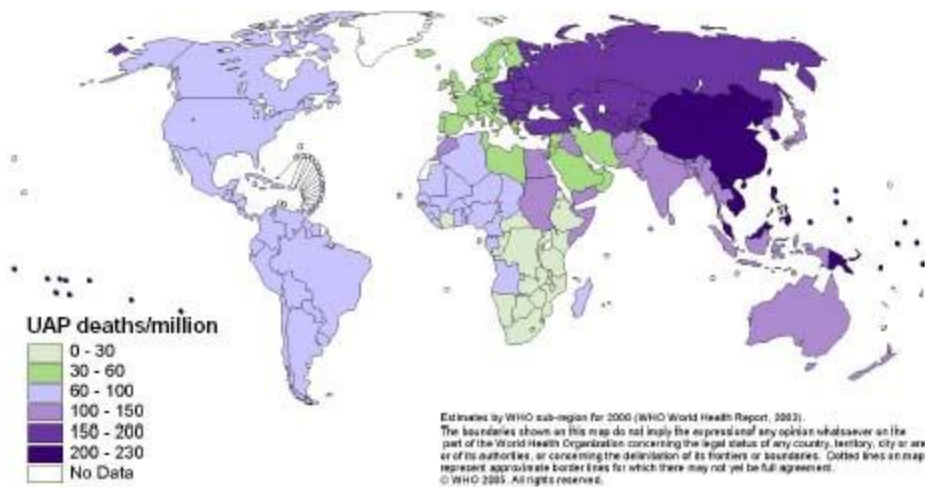 UAP deaths/million
0 - 30
30 - 60
60 - 100
100 - 150
150 - 200
200 - 230
No Data
Estimates by WHO sub-region for 2000 (WHO World Health Report, 2002).
The boundaries shown on this map do not imply the expression of any opinion whatsoever on the
part of the World Health Organization concerning the legal status of any country, territory, city or are
or of its authorities, or concerning the delimitation of its frontiers or boundaries. Dotted lines on map
represent approximate border lines for which there may not yet be full agreement.
© WHO 2005. All rights reserved.